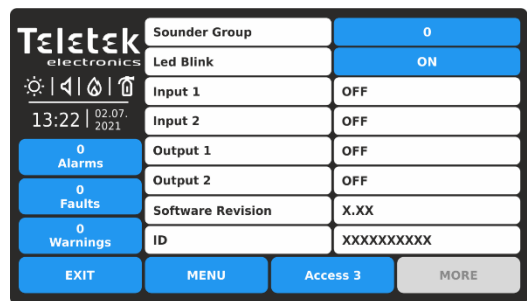 Teletek
electronics
13:22 | 02.07.
2021
0
Alarms
0
Faults
0
Warnings
Sounder Group 0
Led Blink ON
Input 1 OFF
Input 2 OFF
Output 1 OFF
Output 2 OFF
Software Revision X.XX
ID XXXXXXXXXX
EXIT MENU Access 3 MORE